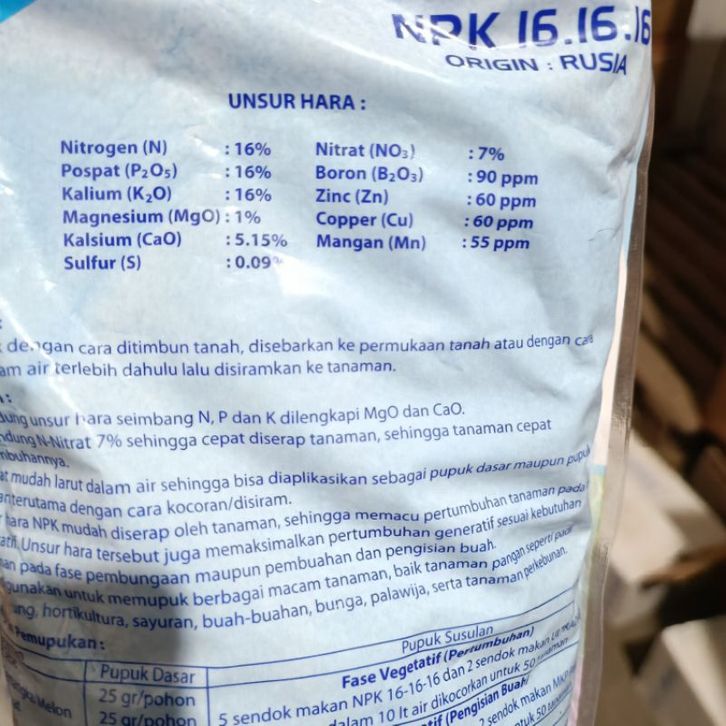 NPK 16.16.16
ORIGIN : RUSIA
UNSUR HARA :
Nitrogen (N) : 16% Nitrat (NO₃) : 7%
Pospat (P₂O₅) : 16% Boron (B₂O₃) : 90 ppm
Kalium (K₂O) : 16% Zinc (Zn) : 60 ppm
Magnesium (MgO) : 1% Copper (Cu) : 60 ppm
Kalsium (CaO) : 5.15% Mangan (Mn) : 55 ppm
Sulfur (S) : 0.09%
dengan cara ditimbun tanah, disebarkan ke permukaan tanah atau dengan cara
air terlebih dahulu lalu disiramkan ke tanaman.
unsur hara seimbang N, P dan K dilengkapi MgO dan CaO.
N-Nitrat 7% sehingga cepat diserap tanaman, sehingga tanaman cepat
mudah larut dalam air sehingga bisa diaplikasikan sebagai pupuk dasar maupun pupuk
terutama dengan cara kocoran/disiram.
hara NPK mudah diserap oleh tanaman, sehingga memacu pertumbuhan tanaman pada
Unsur hara tersebut juga memaksimalkan pertumbuhan generatif sesuai kebutuhan
pada fase pembungaan maupun pembuahan dan pengisian buah.
untuk memupuk berbagai macam tanaman, baik tanaman pangan seperti padi
hortikultura, sayuran, buah-buahan, bunga, palawija, serta tanaman perkebunan.
Pemupukan :
Pupuk Dasar Pupuk Susulan
Fase Vegetatif (Pertumbuhan)
Melon 25 gr/pohon 5 sendok makan NPK 16-16-16 dan 2 sendok makan
25 gr/pohon dalam 10 lt air dikocorkan untuk 50 tanaman
(Pengisian Buah)
2 sendok makan
untuk 50